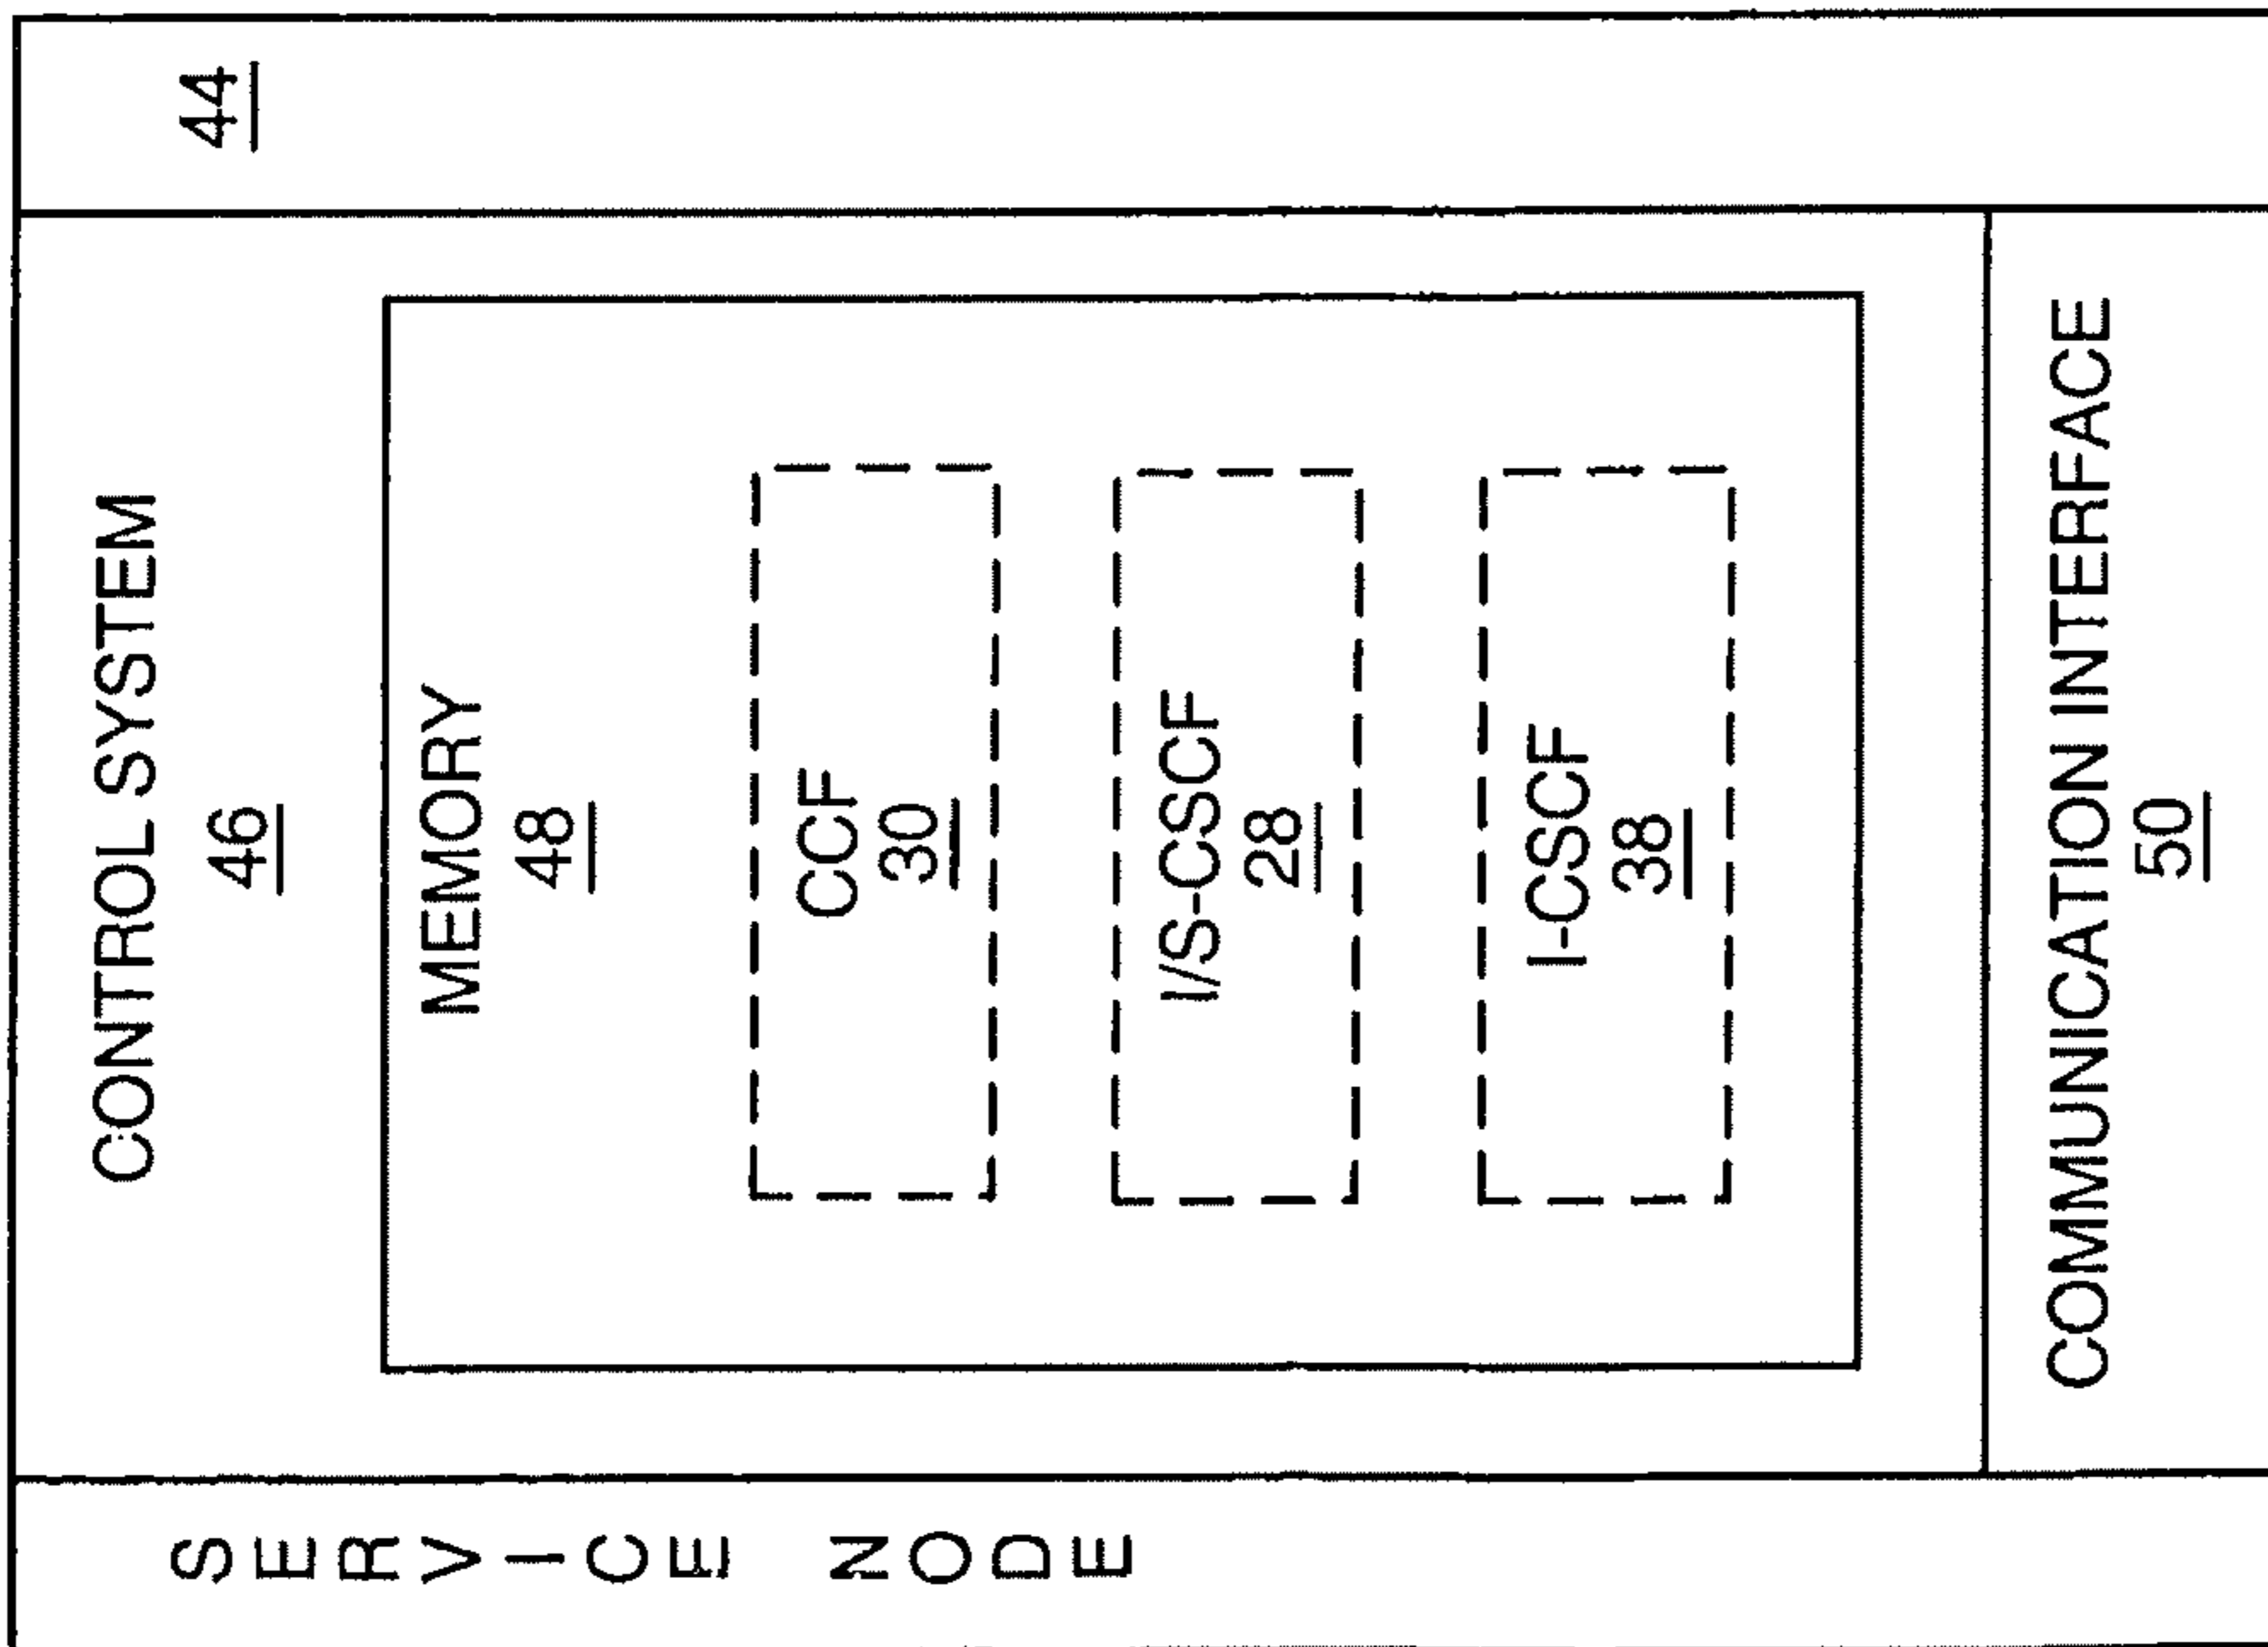 SERVICE NODE
44
CONTROL SYSTEM
46
MEMORY
48
CCF
30
I/S-CSCF
28
I-CSCF
38
COMMUNICATION INTERFACE
50